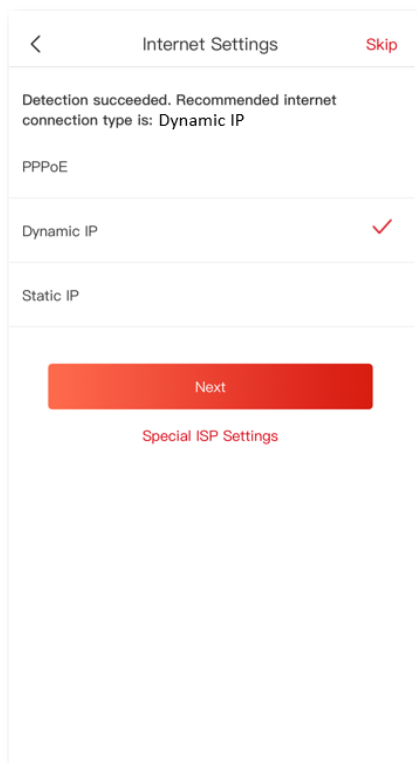 Internet Settings Skip
Detection succeeded. Recommended internet
connection type is: Dynamic IP
PPPoE
Dynamic IP
Static IP
Next
Special ISP Settings